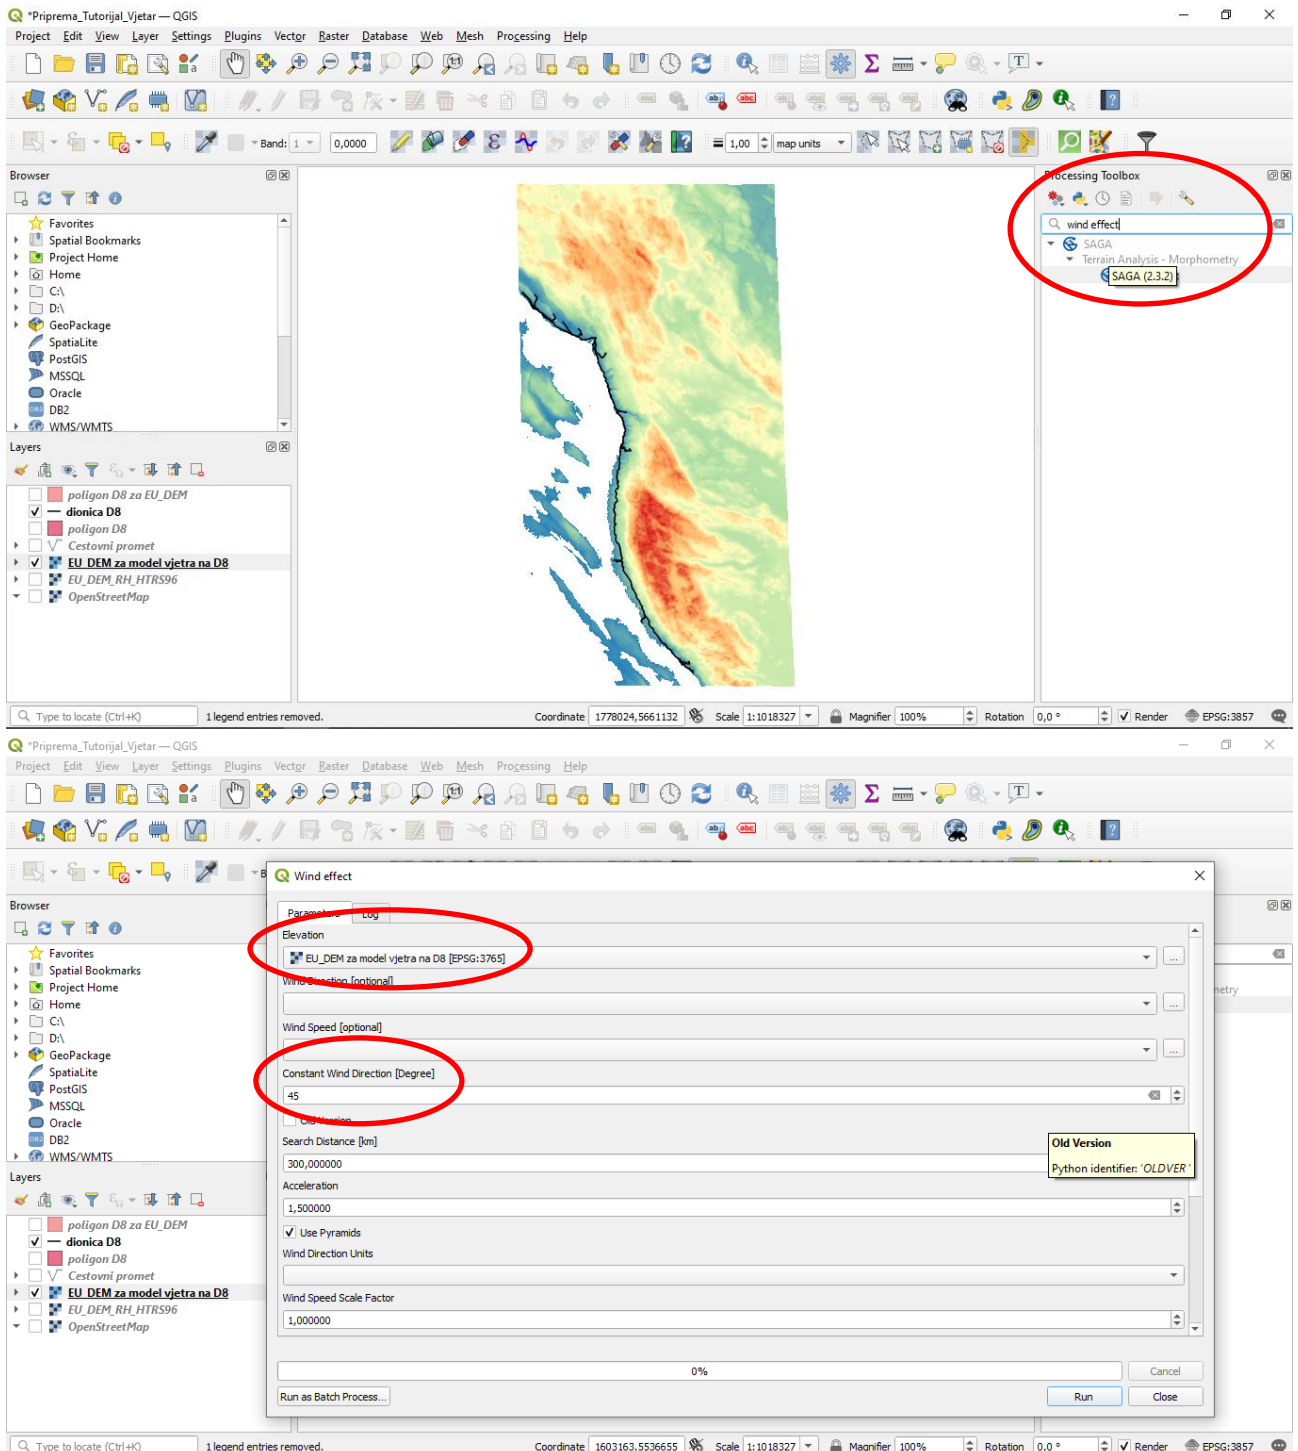 *Priprema_Tutorijal_Vjetar — QGIS
Project Edit View Layer Settings Plugins Vector Raster Database Web Mesh Processing Help
Band: 1 0,0000 1,00 map units
Browser
Favorites
Spatial Bookmarks
Project Home
Home
C:\
D:\
GeoPackage
SpatiaLite
PostGIS
MSSQL
Oracle
DB2
WMS/WMTS
Layers
poligon D8 za EU_DEM
dionica D8
poligon D8
Cestovni promet
EU_DEM za model vjetra na D8
EU_DEM_RH_HTRS96
OpenStreetMap
Processing Toolbox
wind effect
SAGA
Terrain Analysis - Morphometry
SAGA (2.3.2)
Type to locate (Ctrl+K) 1 legend entries removed. Coordinate 1778024,5661132 Scale 1:1018327 Magnifier 100% Rotation 0,0 ° Render EPSG:3857
*Priprema_Tutorijal_Vjetar — QGIS
Project Edit View Layer Settings Plugins Vector Raster Database Web Mesh Processing Help
Browser
Favorites
Spatial Bookmarks
Project Home
Home
C:\
D:\
GeoPackage
SpatiaLite
PostGIS
MSSQL
Oracle
DB2
WMS/WMTS
Layers
poligon D8 za EU_DEM
dionica D8
poligon D8
Cestovni promet
EU_DEM za model vjetra na D8
EU_DEM_RH_HTRS96
OpenStreetMap
Wind effect
Parameters Log
Elevation
EU_DEM za model vjetra na D8 [EPSG:3765]
Wind Direction [optional]
Wind Speed [optional]
Constant Wind Direction [Degree]
45
Old Version
Search Distance [km]
300,000000
Acceleration
1,500000
Use Pyramids
Wind Direction Units
Wind Speed Scale Factor
1,000000
Old Version
Python identifier: 'OLDVER'
0%
Cancel
Run as Batch Process...
Run
Close
Type to locate (Ctrl+K) 1 legend entries removed. Coordinate 1603163,5536655 Scale 1:1018327 Magnifier 100% Rotation 0,0 ° Render EPSG:3857